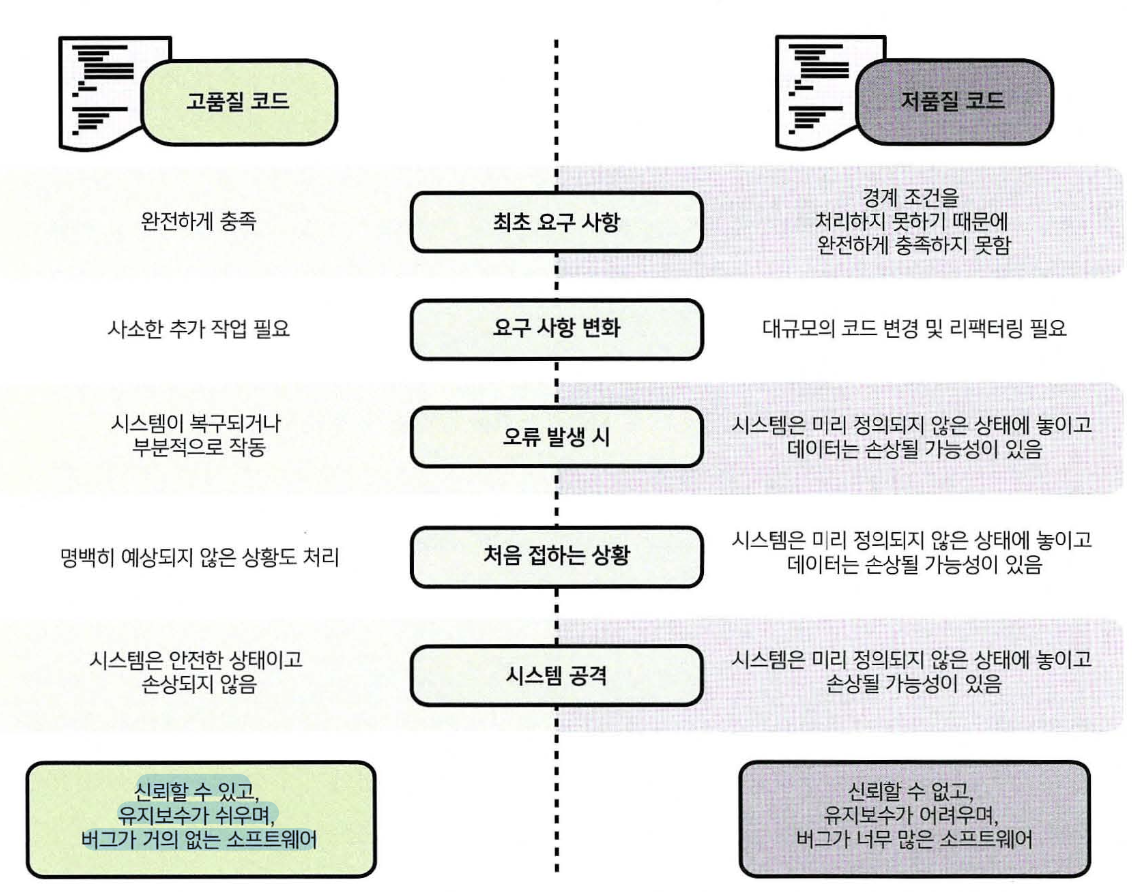 고품질 코드
저품질 코드
완전하게 충족
최초 요구 사항
경계 조건을
처리하지 못하기 때문에
완전하게 충족하지 못함
사소한 추가 작업 필요
요구 사항 변화
대규모의 코드 변경 및 리팩터링 필요
시스템이 복구되거나
부분적으로 작동
오류 발생 시
시스템은 미리 정의되지 않은 상태에 놓이고
데이터는 손상될 가능성이 있음
명백히 예상되지 않은 상황도 처리
처음 접하는 상황
시스템은 미리 정의되지 않은 상태에 놓이고
데이터는 손상될 가능성이 있음
시스템은 안전한 상태이고
손상되지 않음
시스템 공격
시스템은 미리 정의되지 않은 상태에 놓이고
손상될 가능성이 있음
신뢰할 수 있고,
유지보수가 쉬우며,
버그가 거의 없는 소프트웨어
신뢰할 수 없고,
유지보수가 어려우며,
버그가 너무 많은 소프트웨어